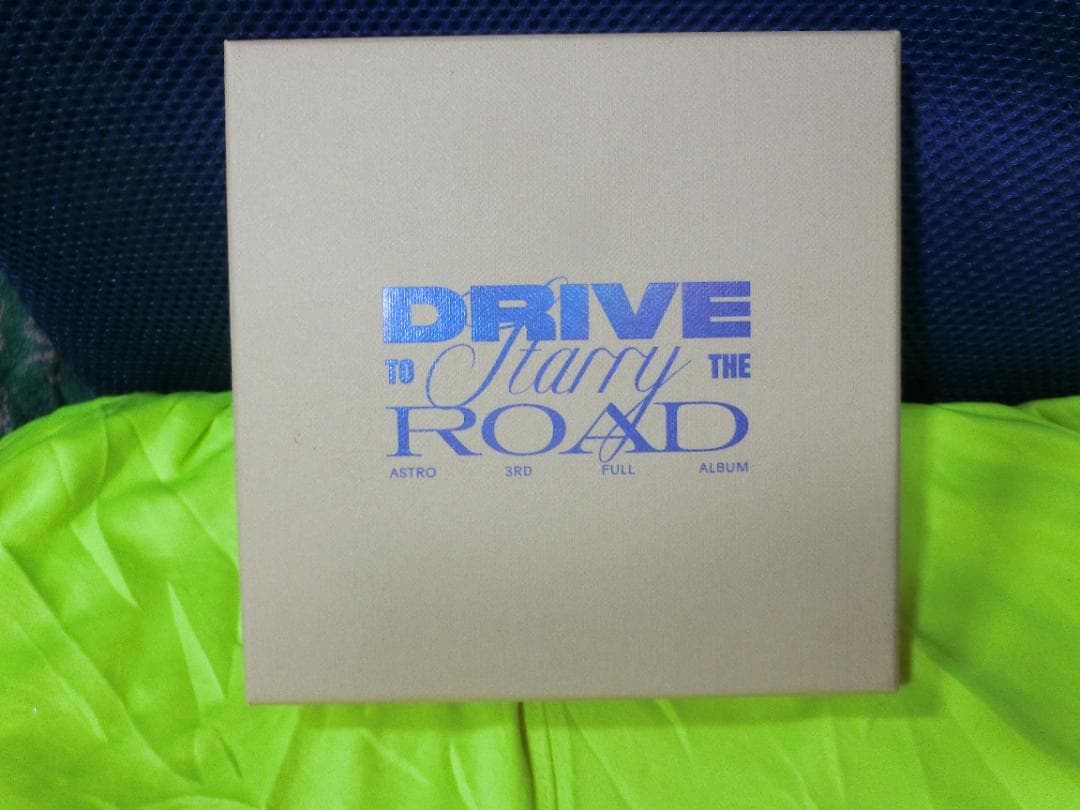 DRIVE
TO Starry THE
ROAD
ASTRO 3RD FULL ALBUM